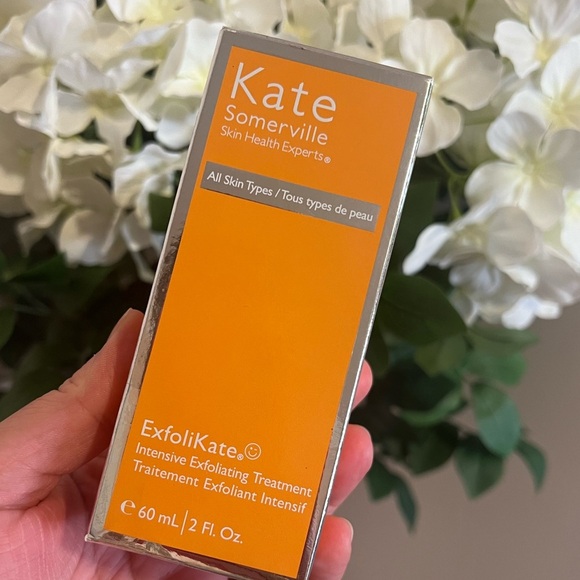 Kate
Somerville
Skin Health Experts®
All Skin Types / Tous types de peau
ExfoliKate®☺
Intensive Exfoliating Treatment
Traitement Exfoliant Intensif
℮ 60 mL | 2 Fl. Oz.